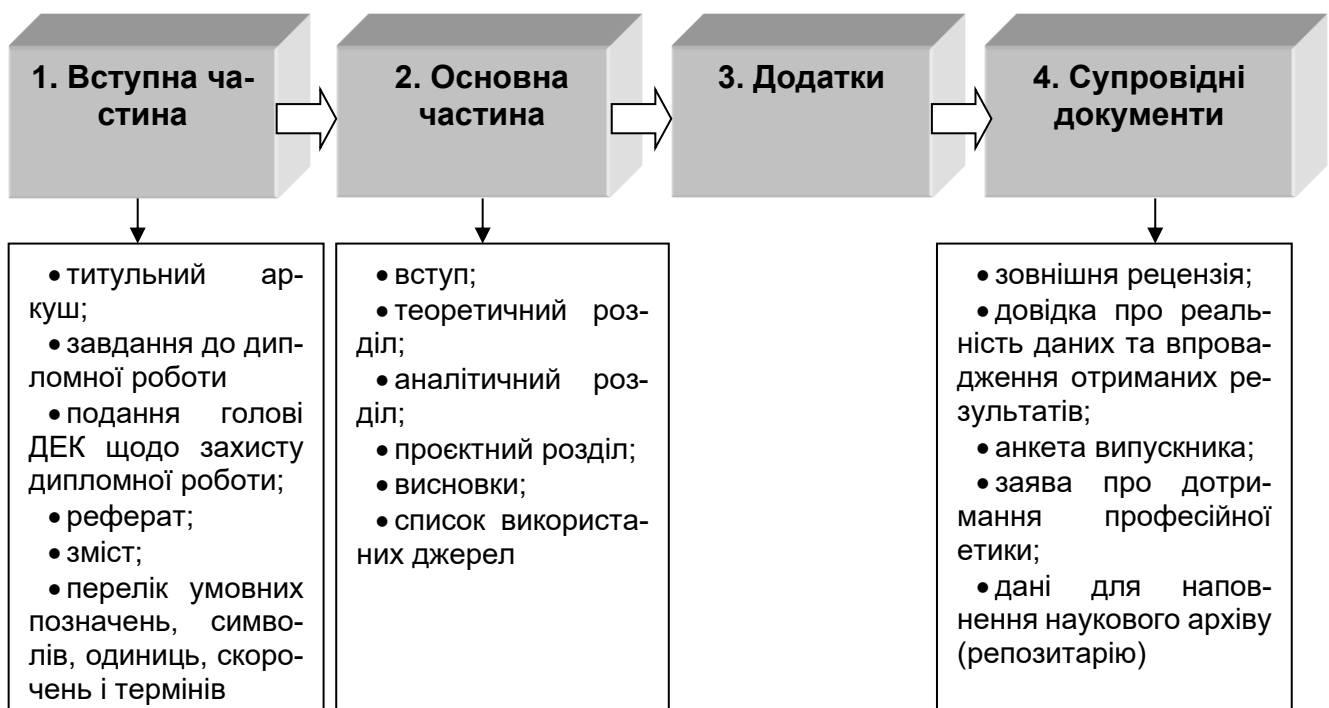 1. Вступна ча-
стина
2. Основна
частина
3. Додатки
4. Супровідні
документи
• титульний ар-
куш;
• завдання до дип-
ломної роботи
• подання голові
ДЕК щодо захисту
дипломної роботи;
• реферат;
• зміст;
• перелік умовних
позначень, симво-
лів, одиниць, скоро-
чень і термінів
• вступ;
• теоретичний роз-
діл;
• аналітичний роз-
діл;
• проєктний розділ;
• висновки;
• список використа-
них джерел
• зовнішня рецензія;
• довідка про реаль-
ність даних та впрова-
дження отриманих ре-
зультатів;
• анкета випускника;
• заява про дотри-
мання професійної
етики;
• дані для напов-
нення наукового архіву
(репозитарію)